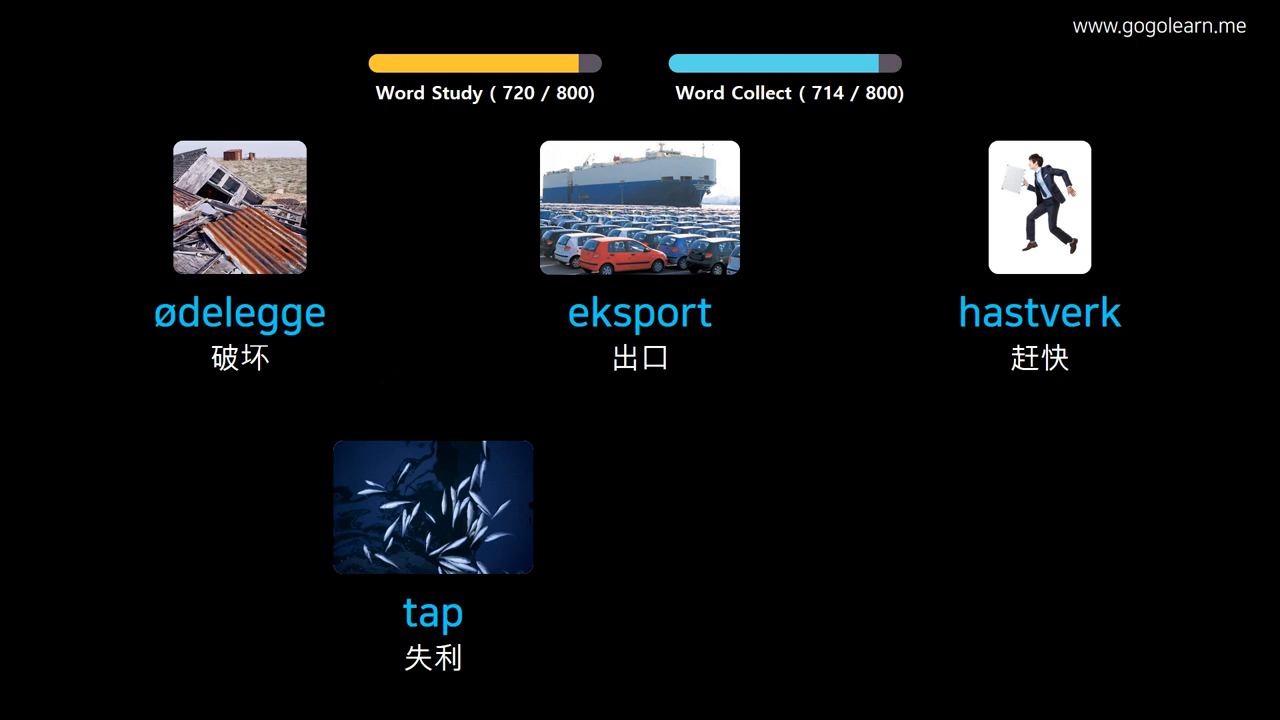 www.gogolearn.me
Word Study ( 720 / 800)
Word Collect ( 714 / 800)
ødelegge
破坏
eksport
出口
hastverk
赶快
tap
失利